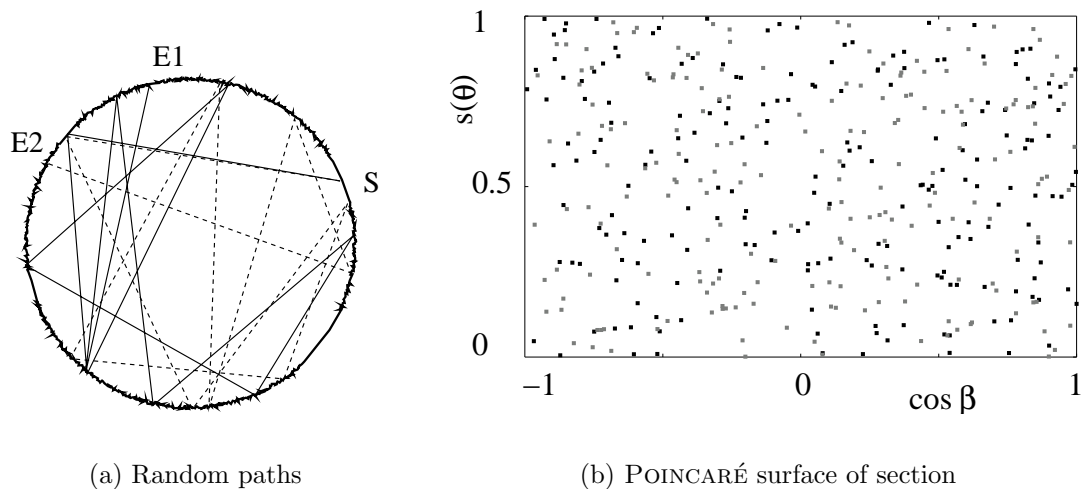 E1
E2
S
1
s(θ)
0.5
0
−1
0
1
cos β
(a) Random paths
(b) POINCARÉ surface of section